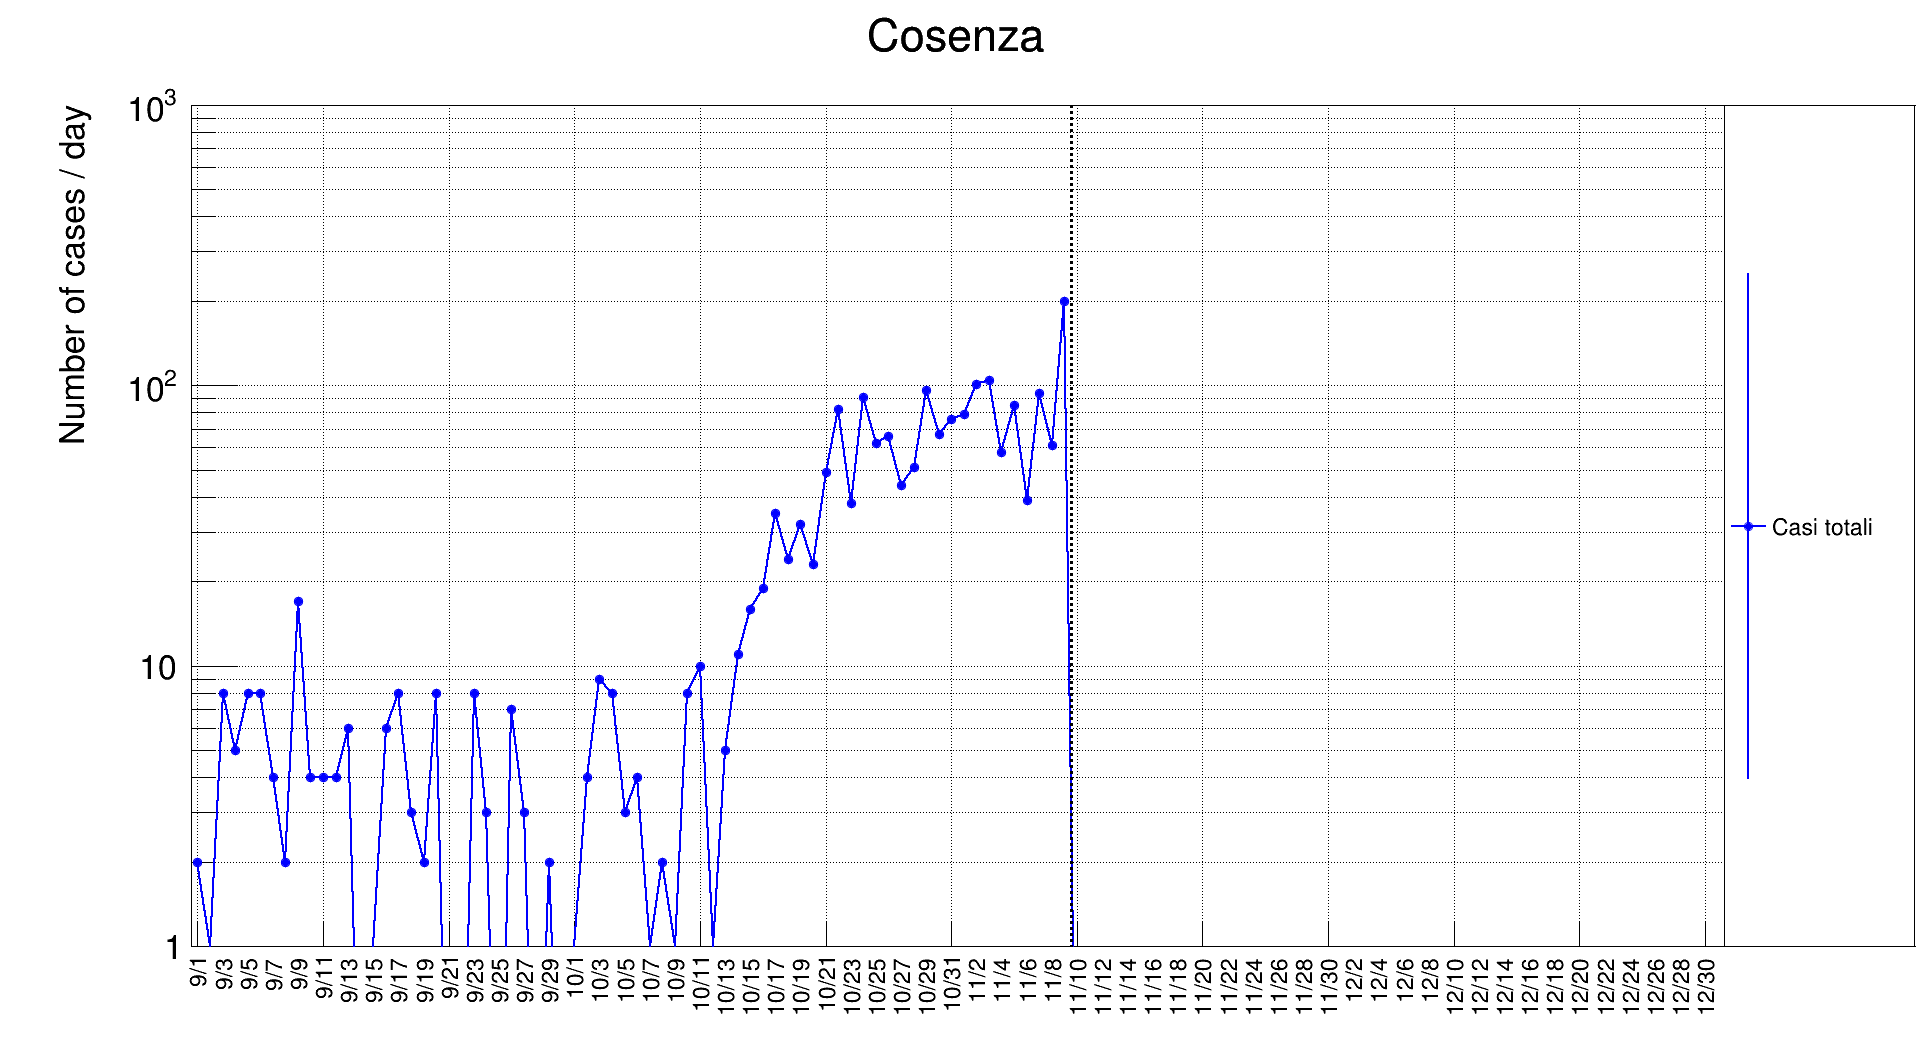 Cosenza
Number of cases / day
10³
10²
10
1
9/1 9/3 9/5 9/7 9/9 9/11 9/13 9/15 9/17 9/19 9/21 9/23 9/25 9/27 9/29 10/1 10/3 10/5 10/7 10/9 10/11 10/13 10/15 10/17 10/19 10/21 10/23 10/25 10/27 10/29 10/31 11/2 11/4 11/6 11/8 11/10 11/12 11/14 11/16 11/18 11/20 11/22 11/24 11/26 11/28 11/30 12/2 12/4 12/6 12/8 12/10 12/12 12/14 12/16 12/18 12/20 12/22 12/24 12/26 12/28 12/30
Casi totali